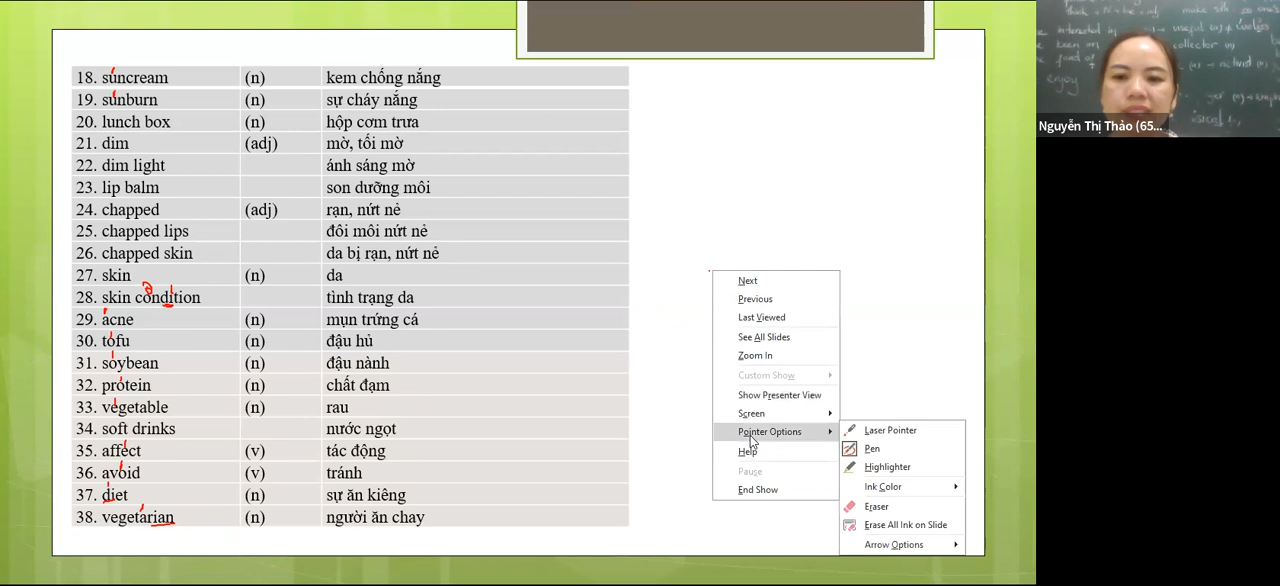 18. suncream (n) kem chống nắng
19. sunburn (n) sự cháy nắng
20. lunch box (n) hộp cơm trưa
21. dim (adj) mờ, tối mờ
22. dim light ánh sáng mờ
23. lip balm son dưỡng môi
24. chapped (adj) rạn, nứt nẻ
25. chapped lips đôi môi nứt nẻ
26. chapped skin da bị rạn, nứt nẻ
27. skin (n) da
28. skin condition tình trạng da
29. acne (n) mụn trứng cá
30. tofu (n) đậu hủ
31. soybean (n) đậu nành
32. protein (n) chất đạm
33. vegetable (n) rau
34. soft drinks nước ngọt
35. affect (v) tác động
36. avoid (v) tránh
37. diet (n) sự ăn kiêng
38. vegetarian (n) người ăn chay
Next
Previous
Last Viewed
See All Slides
Zoom In
Custom Show
Show Presenter View
Screen
Pointer Options
Help
Pause
End Show
Laser Pointer
Pen
Highlighter
Ink Color
Eraser
Erase All Ink on Slide
Arrow Options
interested in
collector (n)
enjoy
Nguyễn Thị Thảo (65...